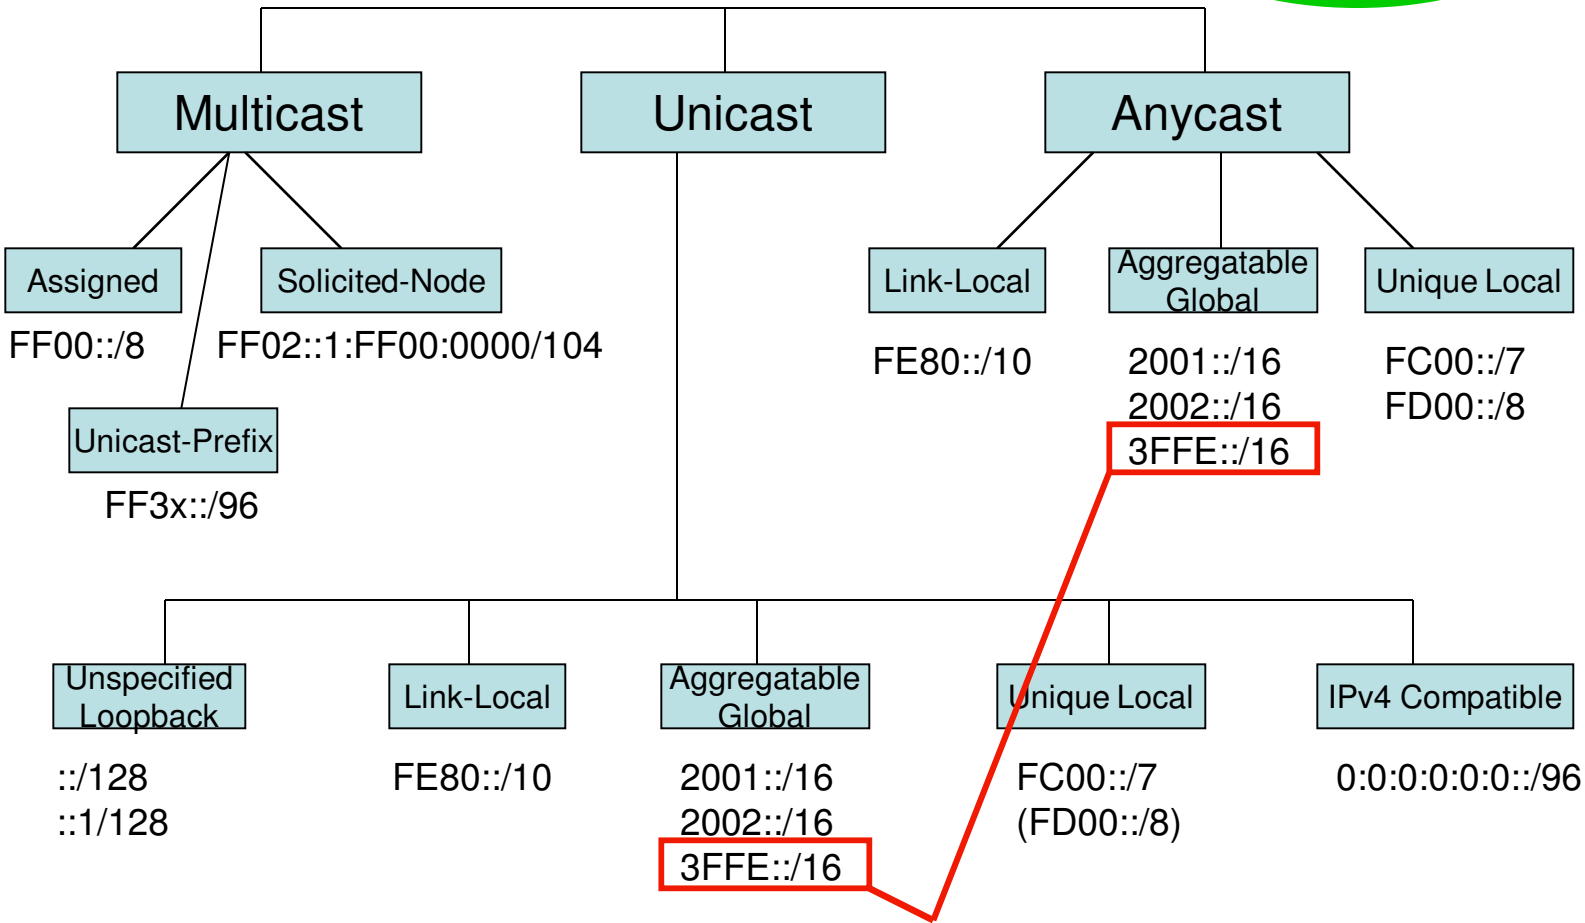 Multicast
Unicast
Anycast
Assigned
FF00::/8
Solicited-Node
FF02::1:FF00:0000/104
Unicast-Prefix
FF3x::/96
Link-Local
FE80::/10
Aggregatable
Global
2001::/16
2002::/16
3FFE::/16
Unique Local
FC00::/7
FD00::/8
Unspecified
Loopback
::/128
::1/128
Link-Local
FE80::/10
Aggregatable
Global
2001::/16
2002::/16
3FFE::/16
Unique Local
FC00::/7
(FD00::/8)
IPv4 Compatible
0:0:0:0:0:0::/96